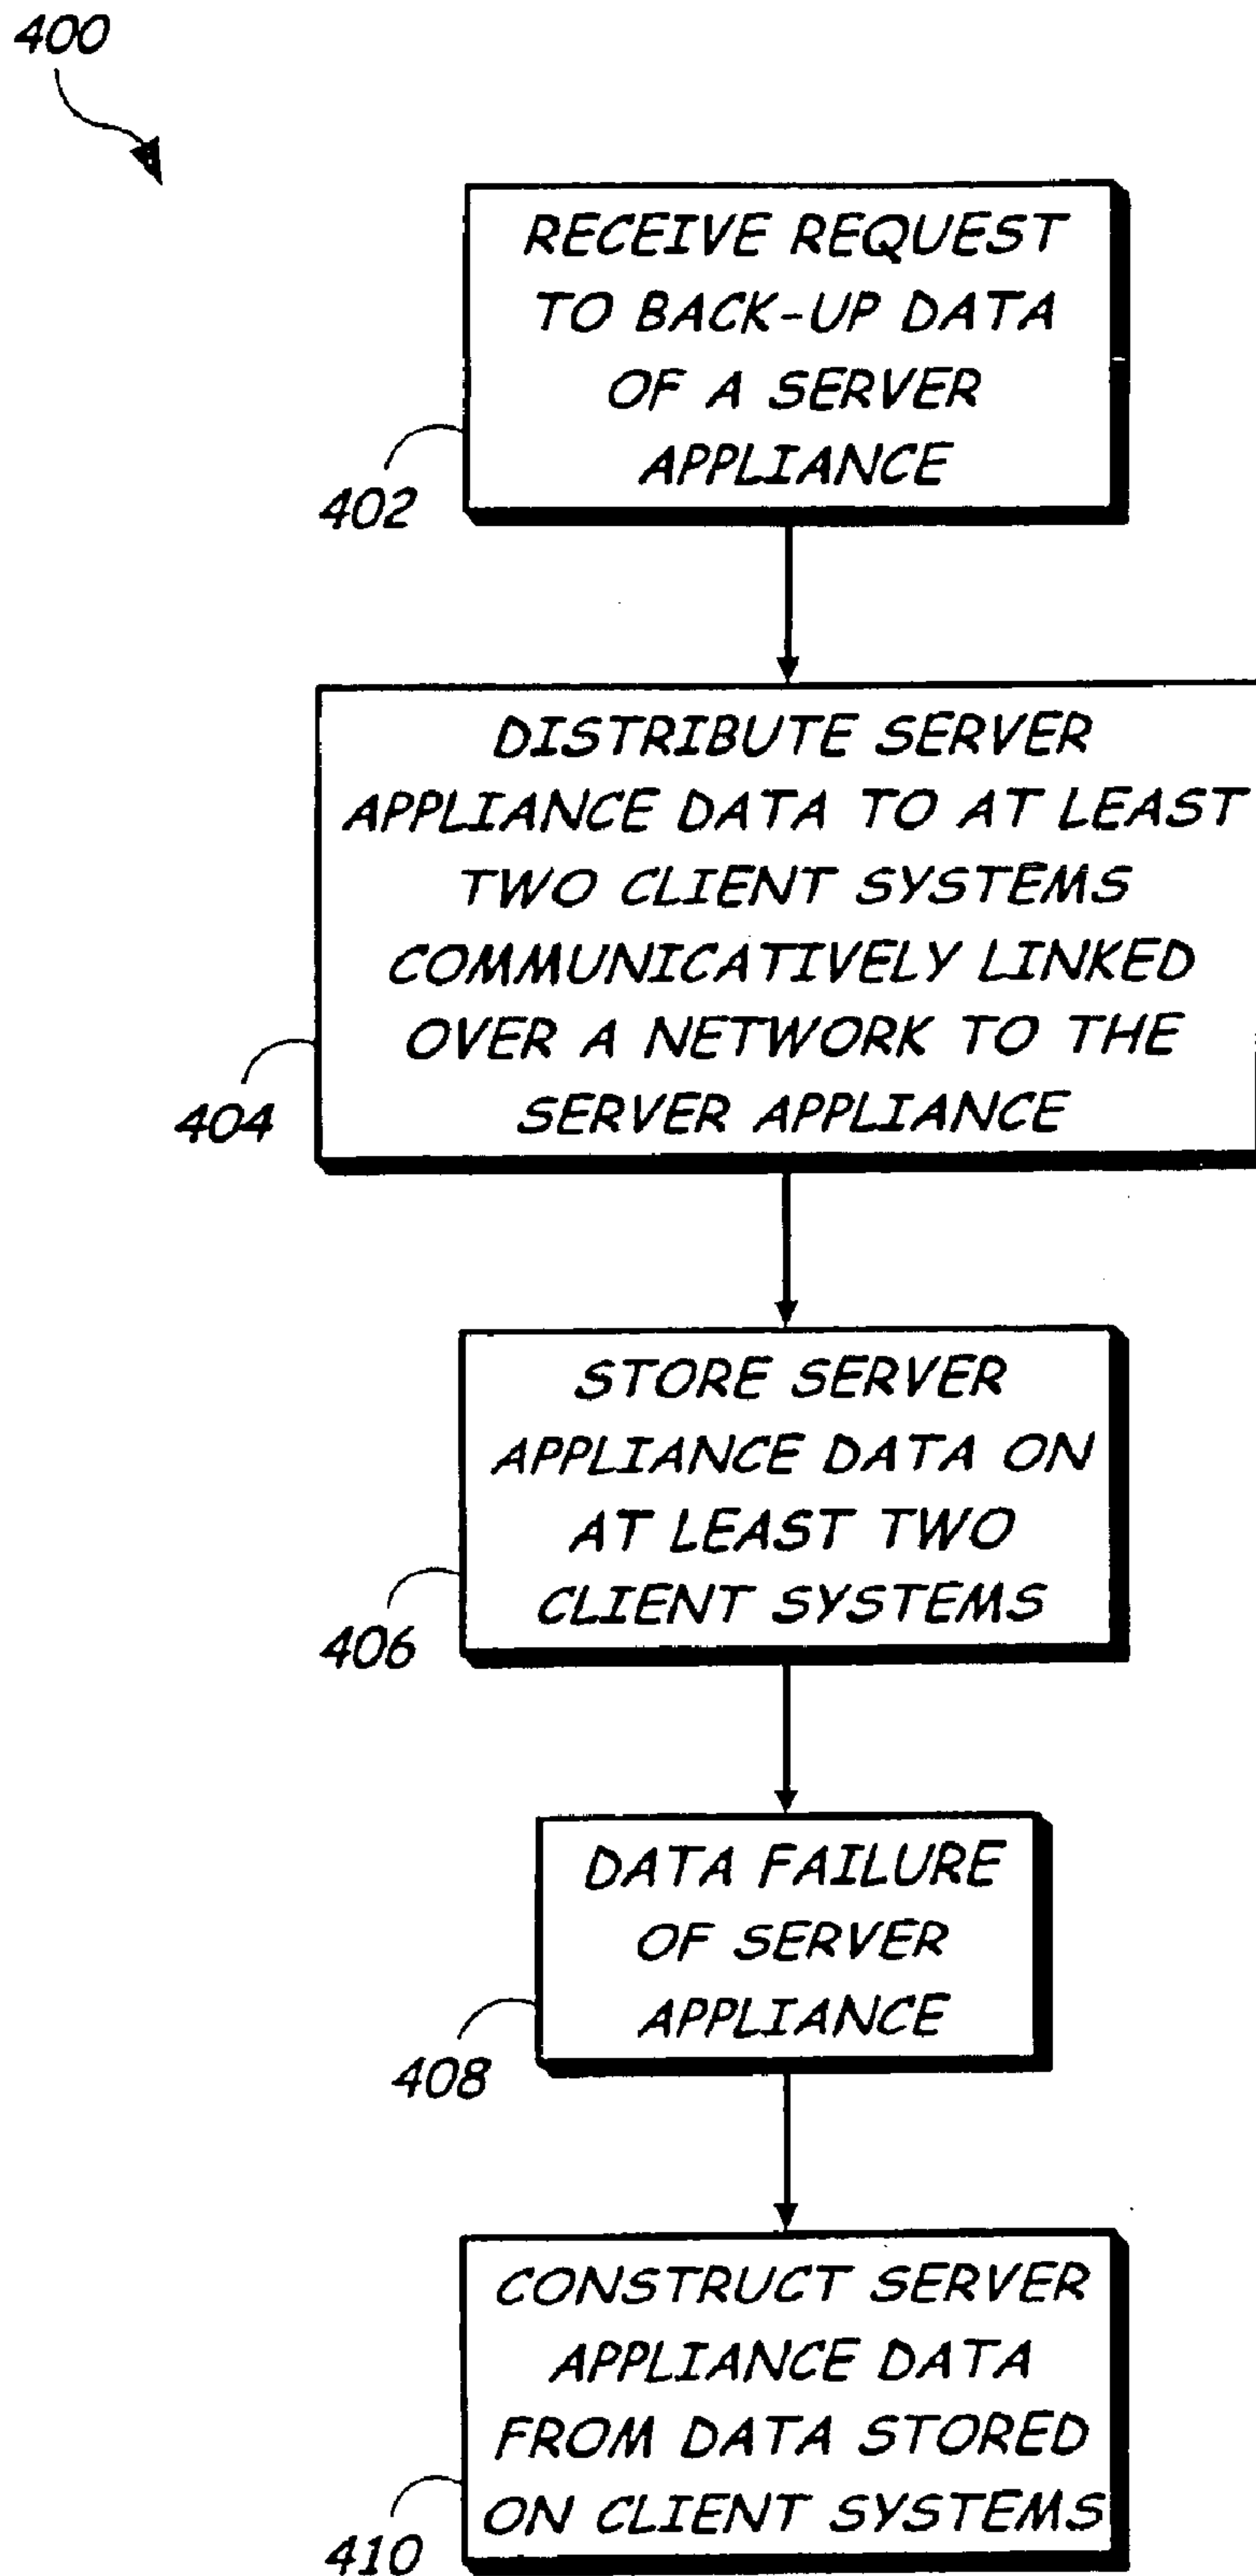 400
RECEIVE REQUEST
TO BACK-UP DATA
OF A SERVER
APPLIANCE
402
DISTRIBUTE SERVER
APPLIANCE DATA TO AT LEAST
TWO CLIENT SYSTEMS
COMMUNICATIVELY LINKED
OVER A NETWORK TO THE
SERVER APPLIANCE
404
STORE SERVER
APPLIANCE DATA ON
AT LEAST TWO
CLIENT SYSTEMS
406
DATA FAILURE
OF SERVER
APPLIANCE
408
CONSTRUCT SERVER
APPLIANCE DATA
FROM DATA STORED
ON CLIENT SYSTEMS
410